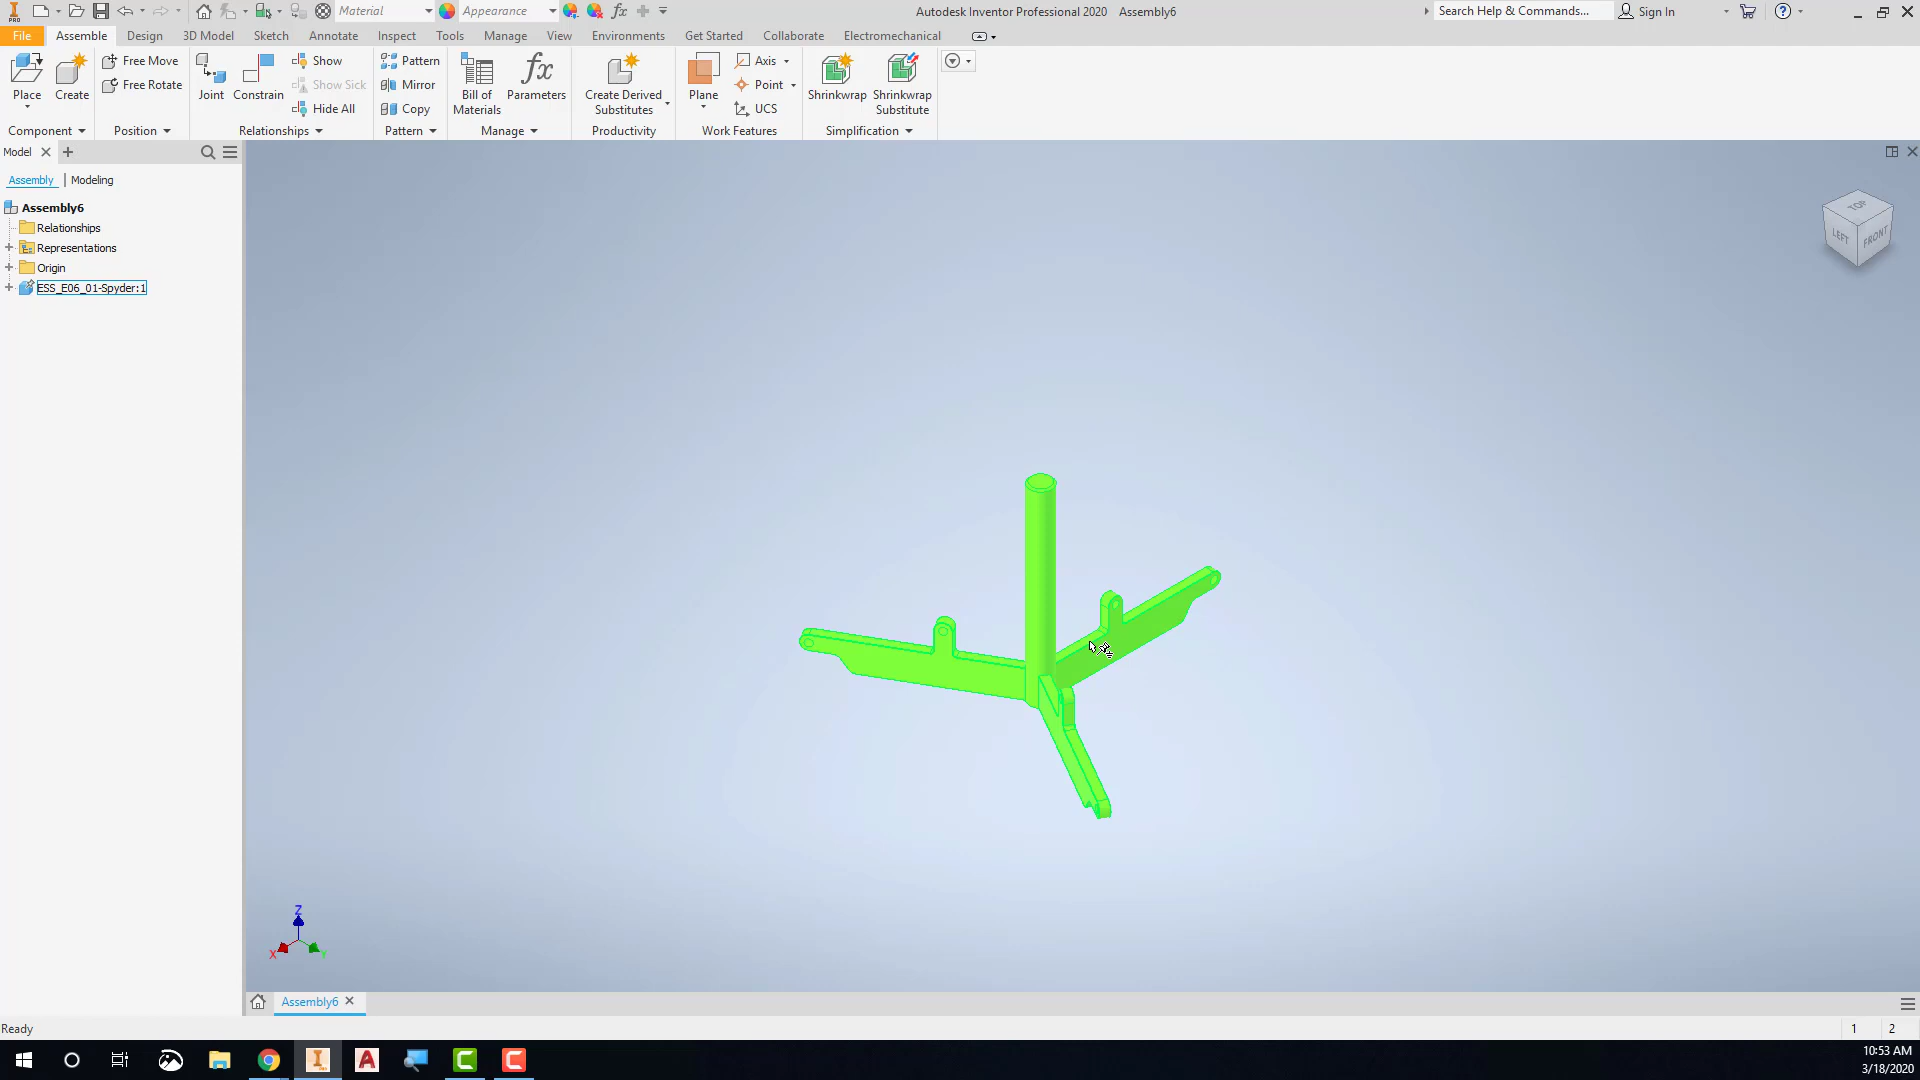 PRO
Material
Appearance
Autodesk Inventor Professional 2020 Assembly6
Search Help & Commands...
Sign In
File Assemble Design 3D Model Sketch Annotate Inspect Tools Manage View Environments Get Started Collaborate Electromechanical
Place
Create
Component
Free Move
Free Rotate
Position
Joint
Constrain
Show
Show Sick
Hide All
Relationships
Pattern
Mirror
Copy
Pattern
Bill of
Materials
Parameters
Manage
Create Derived
Substitutes
Productivity
Plane
Axis
Point
UCS
Work Features
Shrinkwrap
Shrinkwrap
Substitute
Simplification
Model
Assembly Modeling
Assembly6
Relationships
Representations
Origin
ESS_E06_01-Spyder:1
TOP
LEFT
FRONT
Z
X
Y
Assembly6
Ready
1 2
10:53 AM
3/18/2020